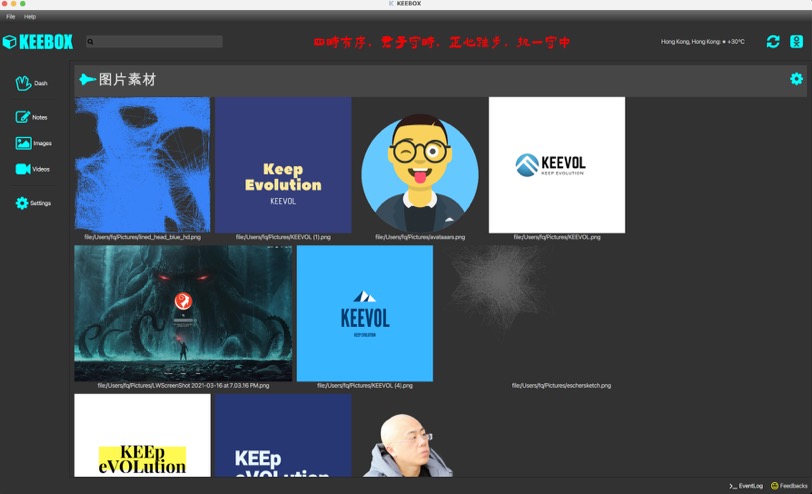 KEEBOX
File Help
KEEBOX
四時有序，君子守時，正心雅步，执一守中
Hong Kong, Hong Kong: ☀ +30°C
图片素材
Dash
Notes
Images
Videos
Settings
Keep
Evolution
KEEVOL
KEEVOL
KEEP EVOLUTION
file:/Users/fq/Pictures/lined_head_blue_hd.png
file:/Users/fq/Pictures/KEEVOL (1).png
file:/Users/fq/Pictures/avataaars.png
file:/Users/fq/Pictures/KEEVOL.png
KEEVOL
KEEP EVOLUTION
file:/Users/fq/Pictures/LWScreenShot 2021-03-16 at 7.03.16 PM.png
file:/Users/fq/Pictures/KEEVOL (4).png
file:/Users/fq/Pictures/eschersketch.png
KEEp
eVOLution
KEEp
eVOLution
>_ EventLog
Feedbacks